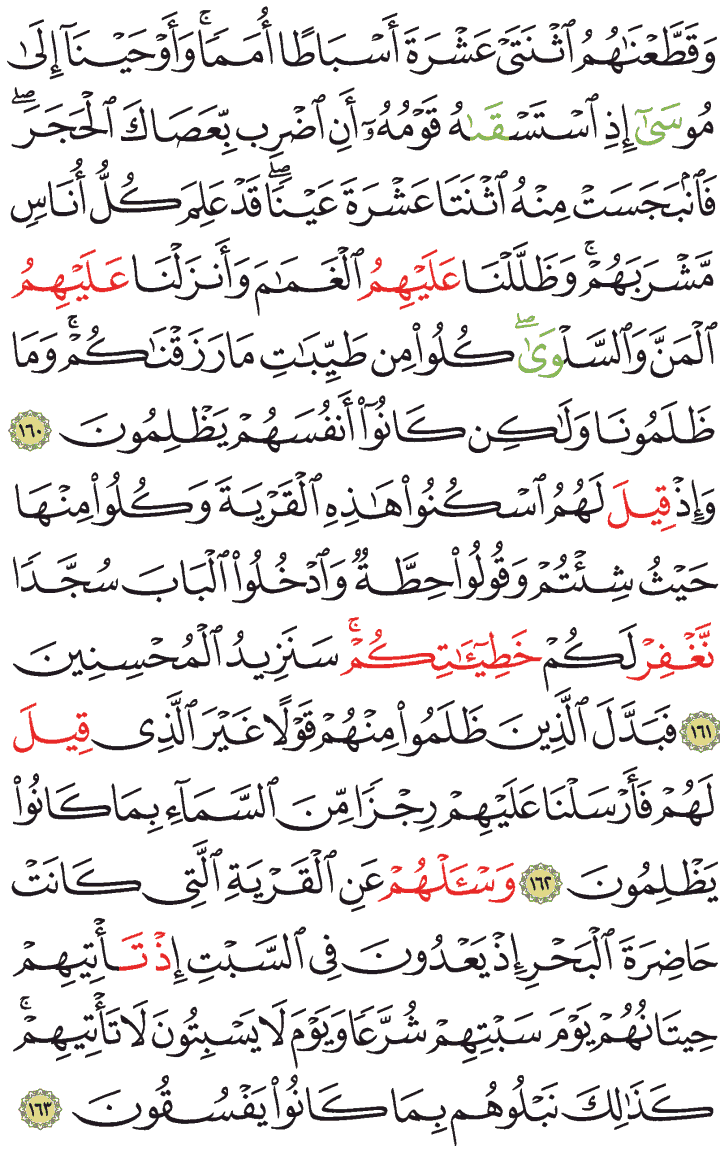 وَقَطَّعْنَٰهُمُ ٱثْنَتَىْ عَشْرَةَ أَسْبَاطًا أُمَمًاۚ وَأَوْحَيْنَآ إِلَىٰ
مُوسَىٰٓ إِذِ ٱسْتَسْقَىٰهُ قَوْمُهُۥٓ أَنِ ٱضْرِب بِّعَصَاكَ ٱلْحَجَرَۖ
فَٱنۢبَجَسَتْ مِنْهُ ٱثْنَتَا عَشْرَةَ عَيْنًاۖ قَدْ عَلِمَ كُلُّ أُنَاسٍ
مَّشْرَبَهُمْۚ وَظَلَّلْنَا عَلَيْهِمُ ٱلْغَمَٰمَ وَأَنزَلْنَا عَلَيْهِمُ
ٱلْمَنَّ وَٱلسَّلْوَىٰۖ كُلُوا۟ مِن طَيِّبَٰتِ مَا رَزَقْنَٰكُمْۚ وَمَا
ظَلَمُونَا وَلَٰكِن كَانُوٓا۟ أَنفُسَهُمْ يَظْلِمُونَ ١٦٠
وَإِذْ قِيلَ لَهُمُ ٱسْكُنُوا۟ هَٰذِهِ ٱلْقَرْيَةَ وَكُلُوا۟ مِنْهَا
حَيْثُ شِئْتُمْ وَقُولُوا۟ حِطَّةٌ وَٱدْخُلُوا۟ ٱلْبَابَ سُجَّدًا
نَّغْفِرْ لَكُمْ خَطِيٓـَٰٔتِكُمْۚ سَنَزِيدُ ٱلْمُحْسِنِينَ
١٦١ فَبَدَّلَ ٱلَّذِينَ ظَلَمُوا۟ مِنْهُمْ قَوْلًا غَيْرَ ٱلَّذِى قِيلَ
لَهُمْ فَأَرْسَلْنَا عَلَيْهِمْ رِجْزًا مِّنَ ٱلسَّمَآءِ بِمَا كَانُوا۟
يَظْلِمُونَ ١٦٢ وَسْـَٔلْهُمْ عَنِ ٱلْقَرْيَةِ ٱلَّتِى كَانَتْ
حَاضِرَةَ ٱلْبَحْرِ إِذْ يَعْدُونَ فِى ٱلسَّبْتِ إِذْ تَأْتِيهِمْ
حِيتَانُهُمْ يَوْمَ سَبْتِهِمْ شُرَّعًا وَيَوْمَ لَا يَسْبِتُونَ لَا تَأْتِيهِمْۚ
كَذَٰلِكَ نَبْلُوهُم بِمَا كَانُوا۟ يَفْسُقُونَ ١٦٣